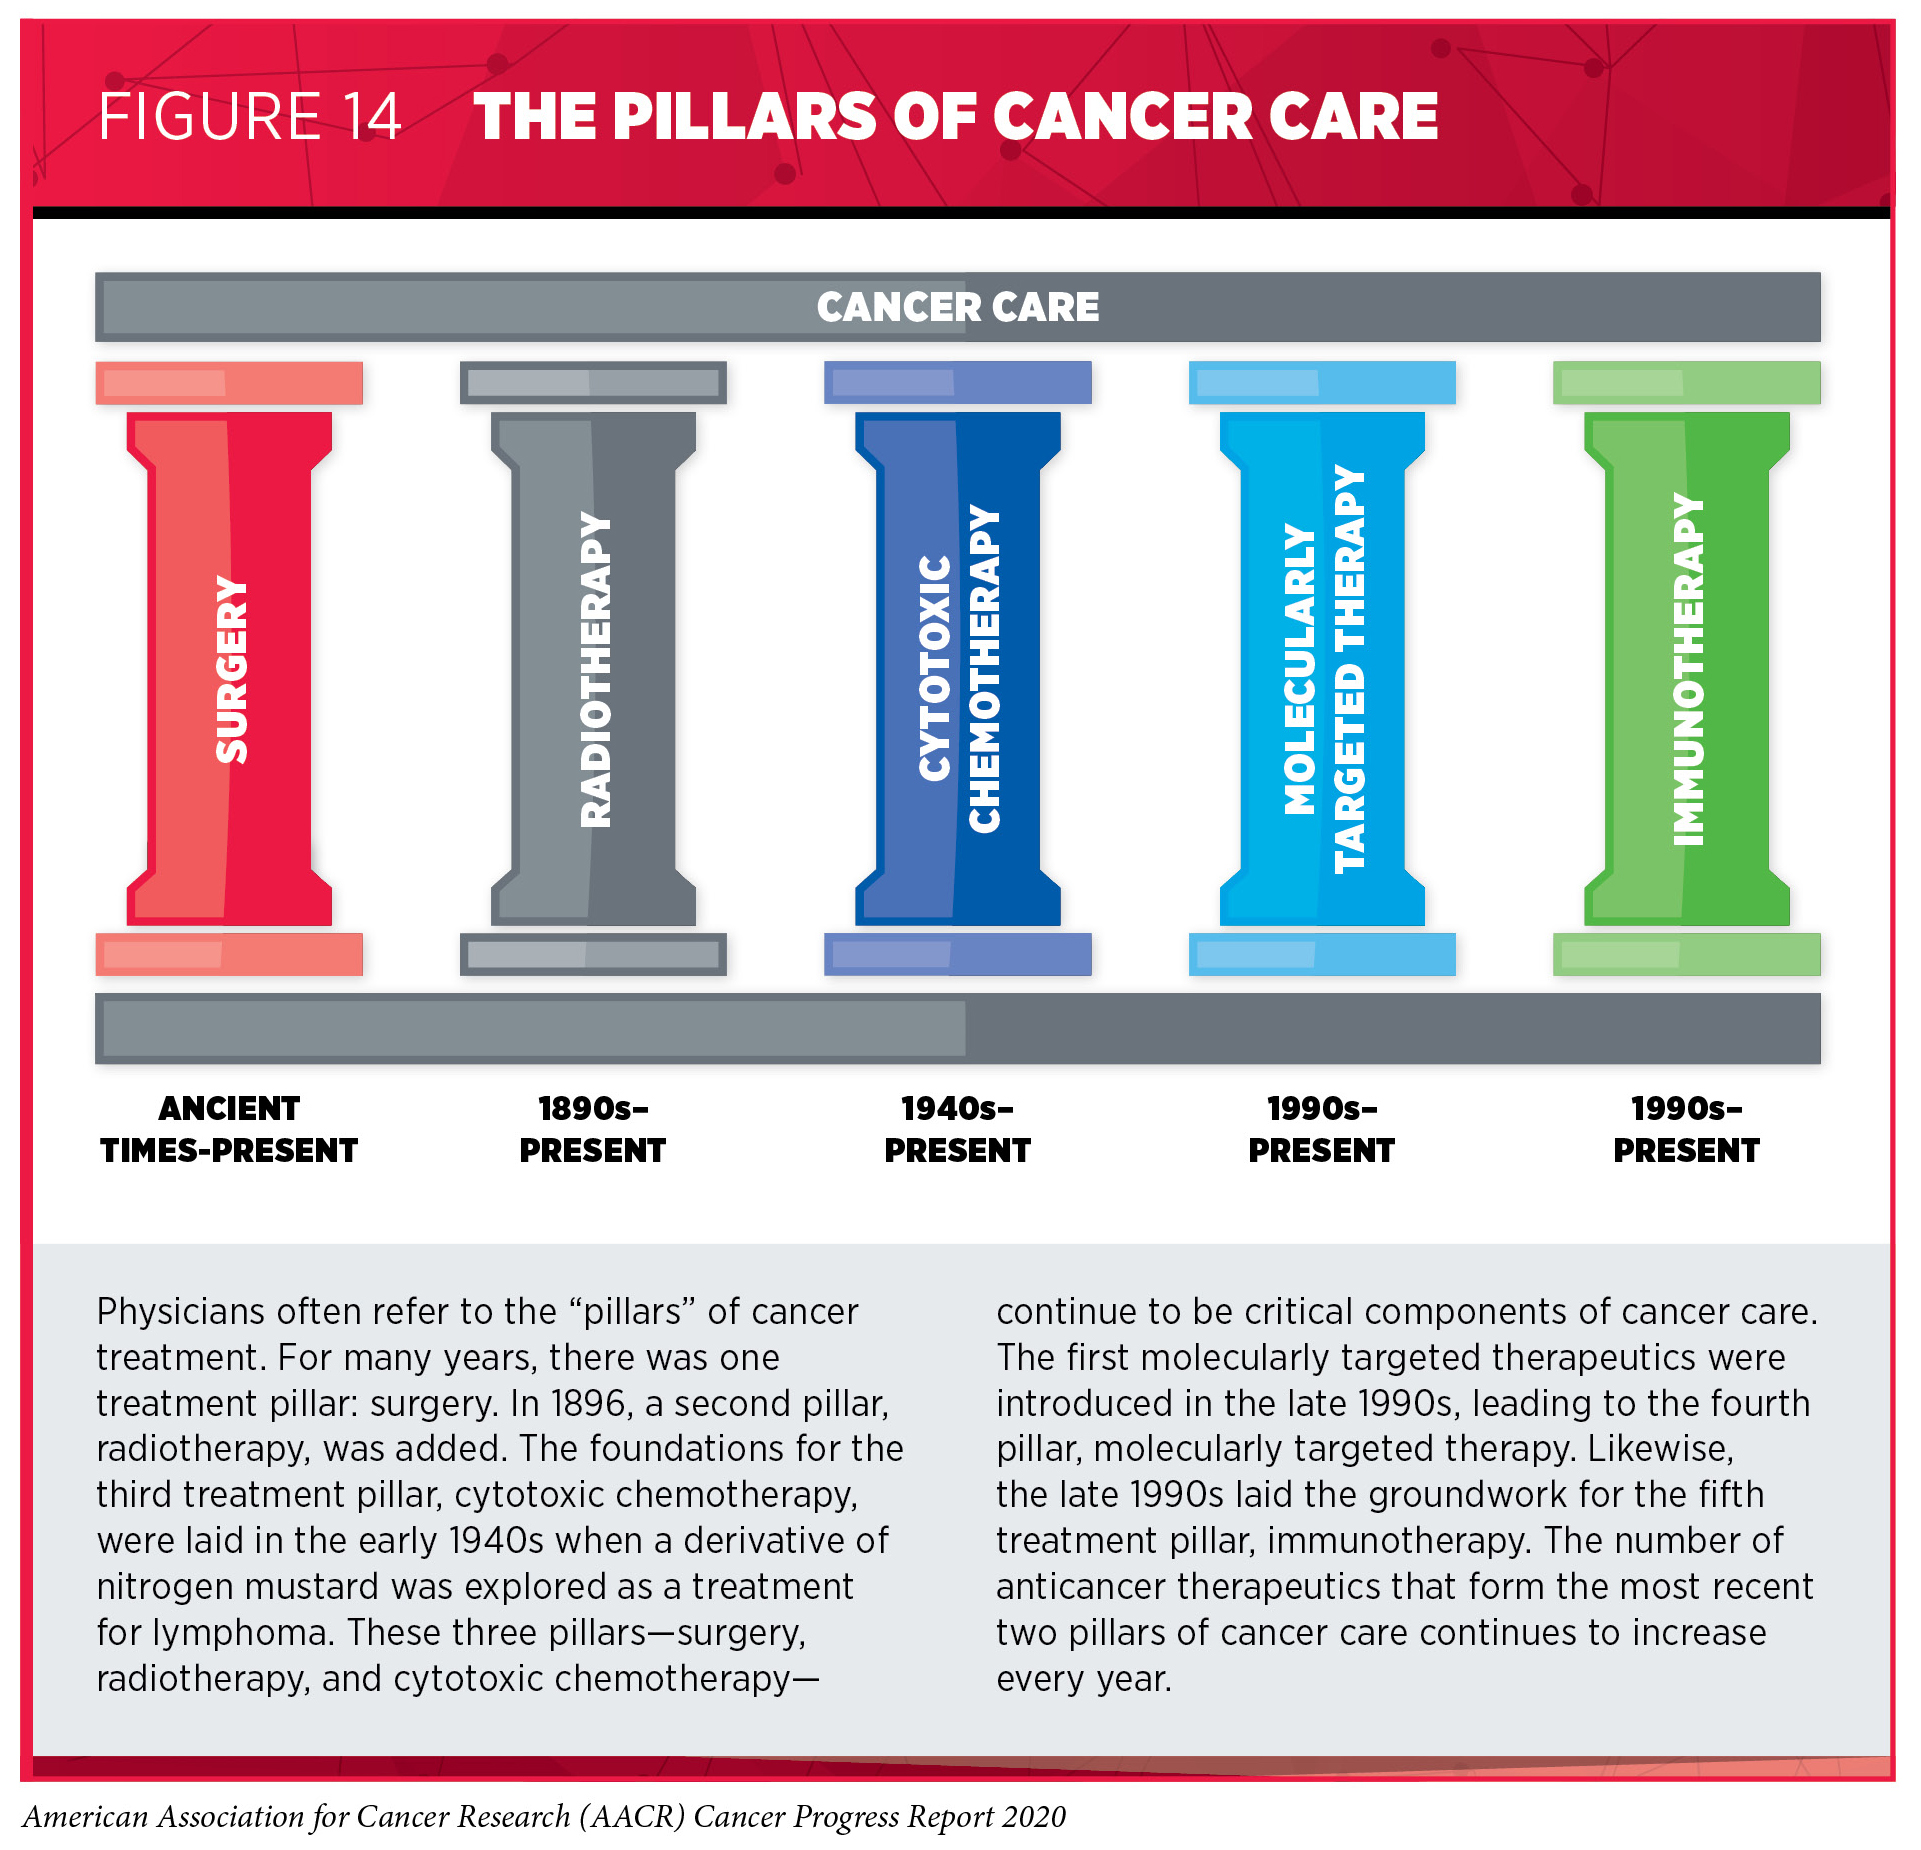 FIGURE 14 THE PILLARS OF CANCER CARE
CANCER CARE
SURGERY
RADIOTHERAPY
CYTOTOXIC
CHEMOTHERAPY
MOLECULARLY
TARGETED THERAPY
IMMUNOTHERAPY
ANCIENT
TIMES-PRESENT
1890s–
PRESENT
1940s–
PRESENT
1990s–
PRESENT
1990s–
PRESENT
Physicians often refer to the “pillars” of cancer
treatment. For many years, there was one
treatment pillar: surgery. In 1896, a second pillar,
radiotherapy, was added. The foundations for the
third treatment pillar, cytotoxic chemotherapy,
were laid in the early 1940s when a derivative of
nitrogen mustard was explored as a treatment
for lymphoma. These three pillars—surgery,
radiotherapy, and cytotoxic chemotherapy—
continue to be critical components of cancer care.
The first molecularly targeted therapeutics were
introduced in the late 1990s, leading to the fourth
pillar, molecularly targeted therapy. Likewise,
the late 1990s laid the groundwork for the fifth
treatment pillar, immunotherapy. The number of
anticancer therapeutics that form the most recent
two pillars of cancer care continues to increase
every year.
American Association for Cancer Research (AACR) Cancer Progress Report 2020